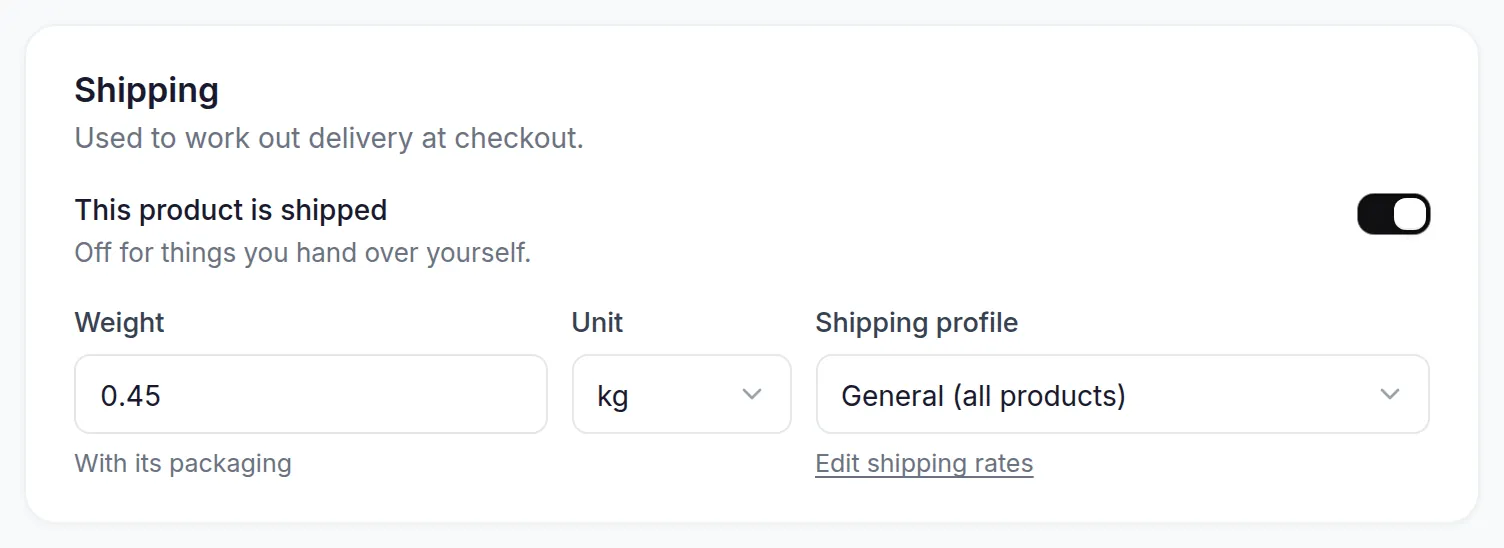 Shipping
Used to work out delivery at checkout.
This product is shipped
Off for things you hand over yourself.
Weight
Unit
Shipping profile
0.45
kg
General (all products)
With its packaging
Edit shipping rates